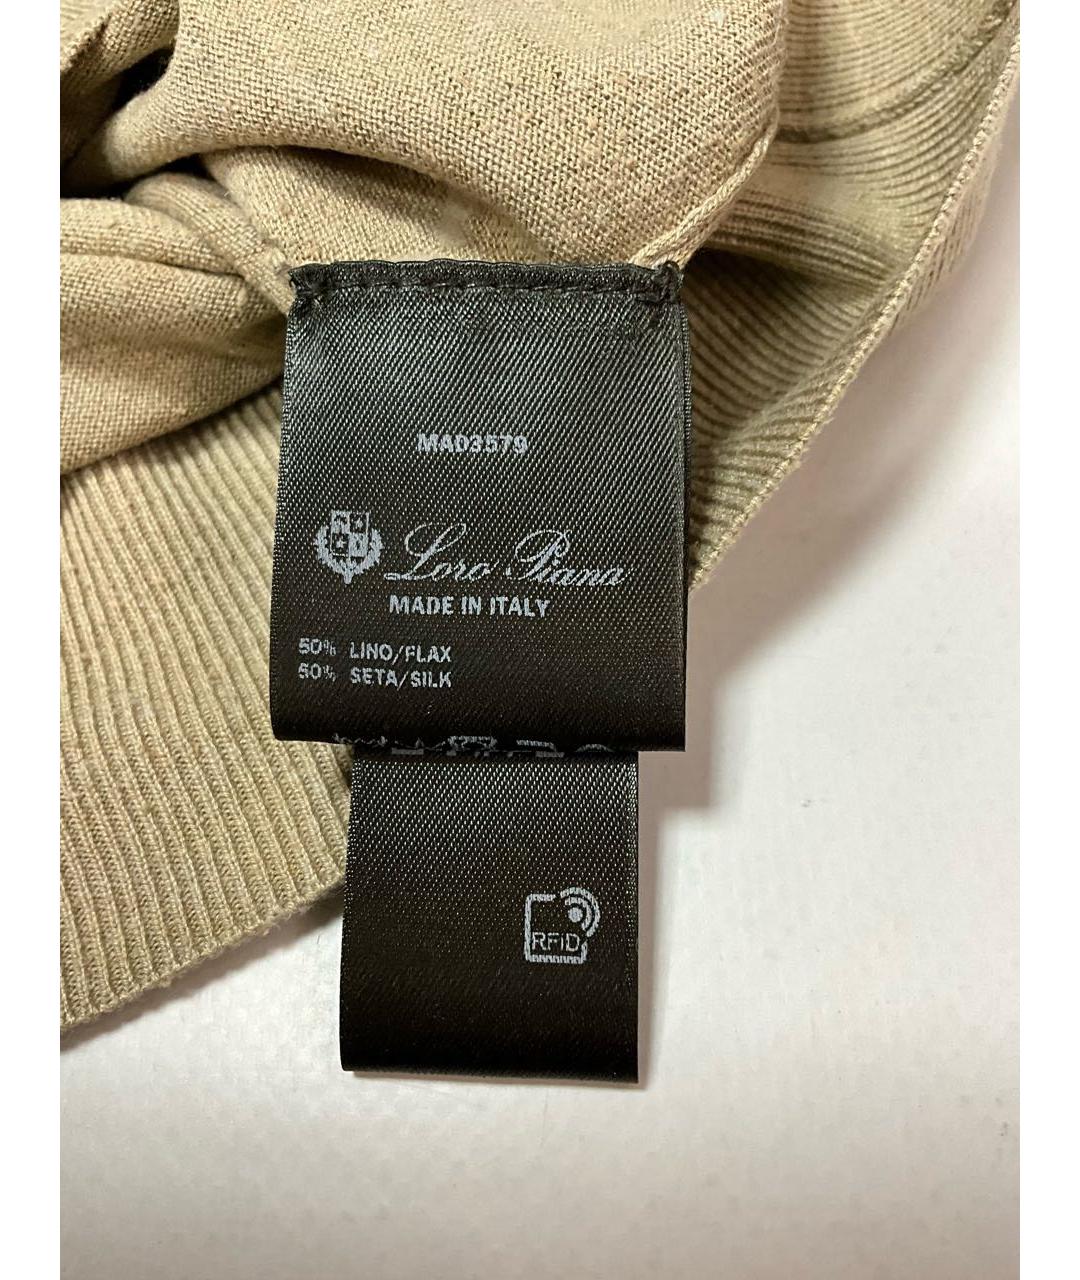 MAD3579
Loro Piana
MADE IN ITALY
50% LINO/FLAX
50% SETA/SILK
RFiD